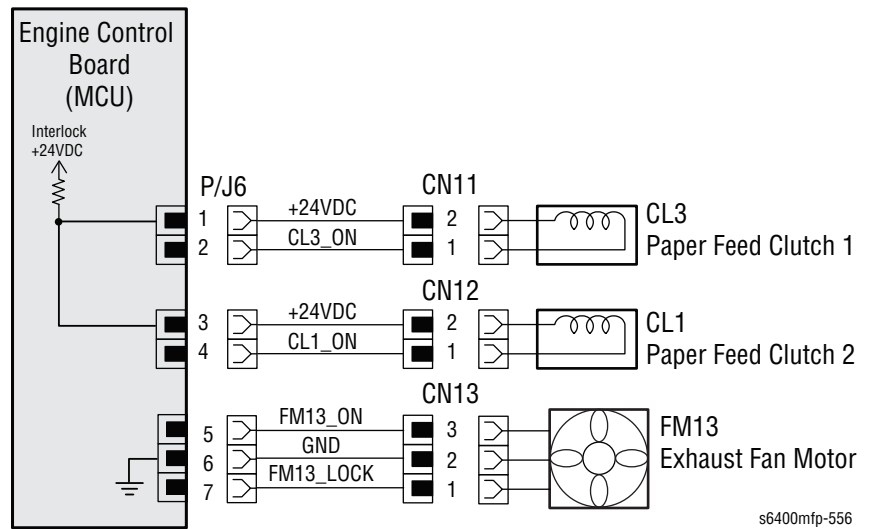 Engine Control
Board
(MCU)
Interlock
+24VDC
P/J6
CN11
1
+24VDC
2
CL3
2
CL3_ON
1
Paper Feed Clutch 1
CN12
3
+24VDC
2
CL1
4
CL1_ON
1
Paper Feed Clutch 2
CN13
5
FM13_ON
3
FM13
6
GND
2
Exhaust Fan Motor
7
FM13_LOCK
1
s6400mfp-556